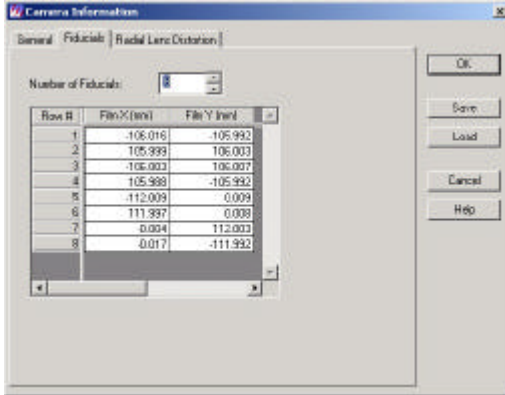 Camera Information
General Fiducials Radial Lens Distortion
OK
Number of Fiducials: 8
Save
Row # Film X (mm) Film Y (mm)
Load
1 -106.016 -105.992
2 105.999 106.003
3 -106.003 106.007
4 105.988 -105.992
Cancel
5 -112.009 0.009
6 111.997 0.008
Help
7 -0.004 112.003
8 -0.017 -111.992